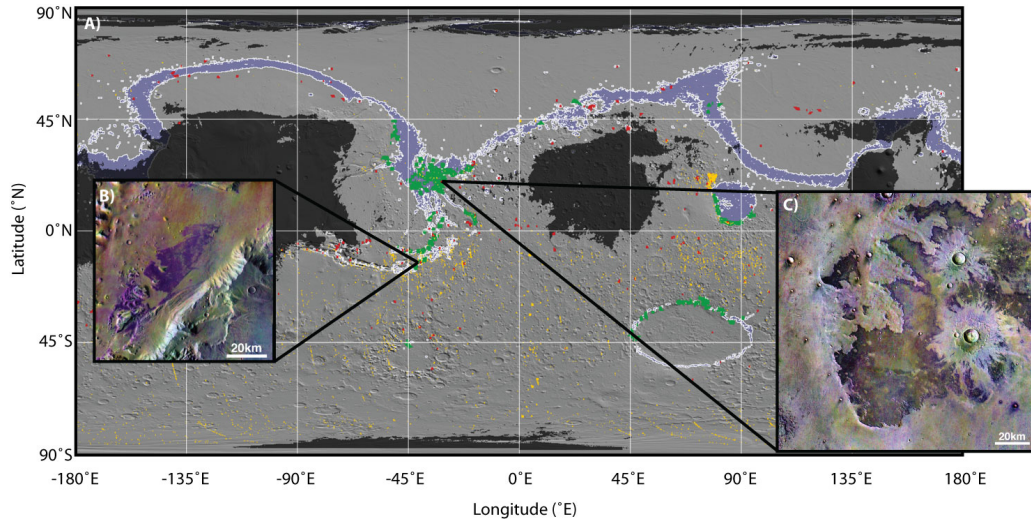 90˚N
A)
45˚N
B)
C)
Latitude (˚N)
0˚N
45˚S
20km
20km
90˚S
-180˚E
-135˚E
-90˚E
-45˚E
0˚E
45˚E
90˚E
135˚E
180˚E
Longitude (˚E)